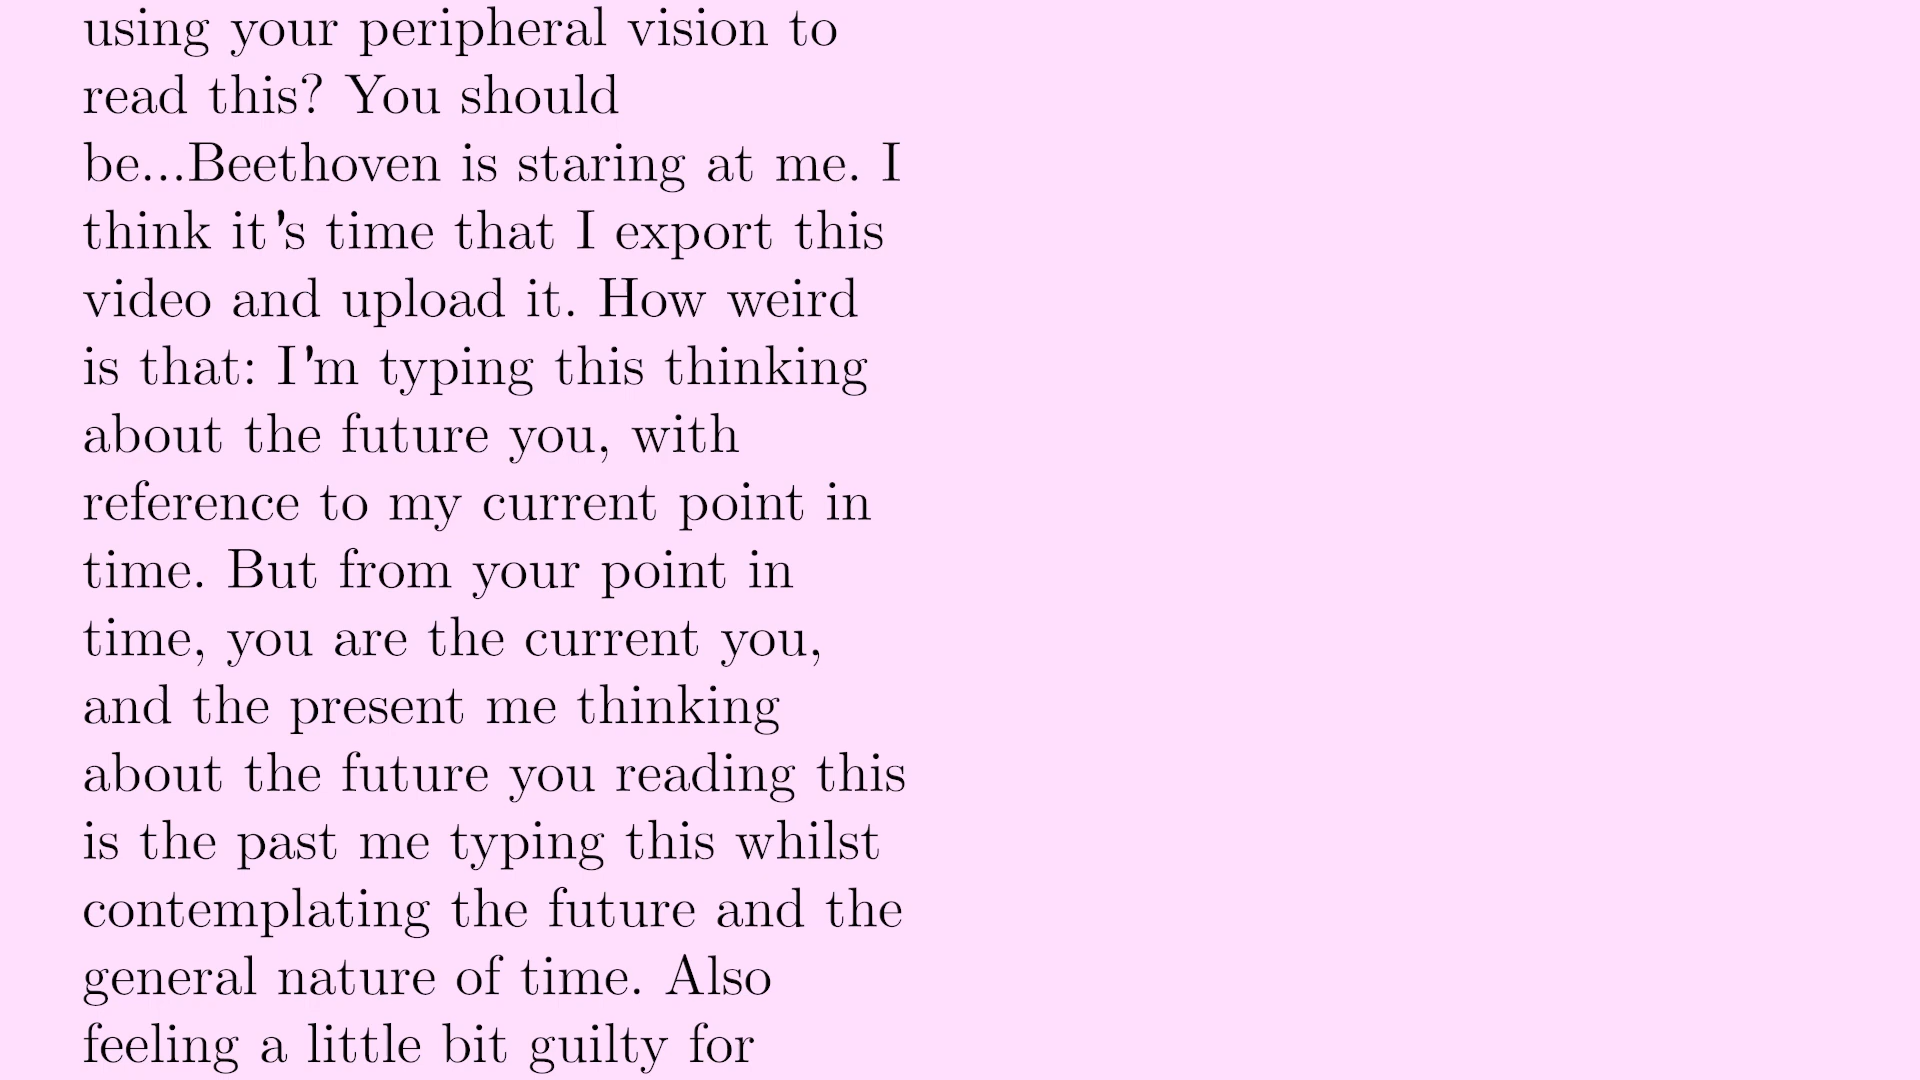 using your peripheral vision to
read this? You should
be...Beethoven is staring at me. I
think it's time that I export this
video and upload it. How weird
is that: I'm typing this thinking
about the future you, with
reference to my current point in
time. But from your point in
time, you are the current you,
and the present me thinking
about the future you reading this
is the past me typing this whilst
contemplating the future and the
general nature of time. Also
feeling a little bit guilty for